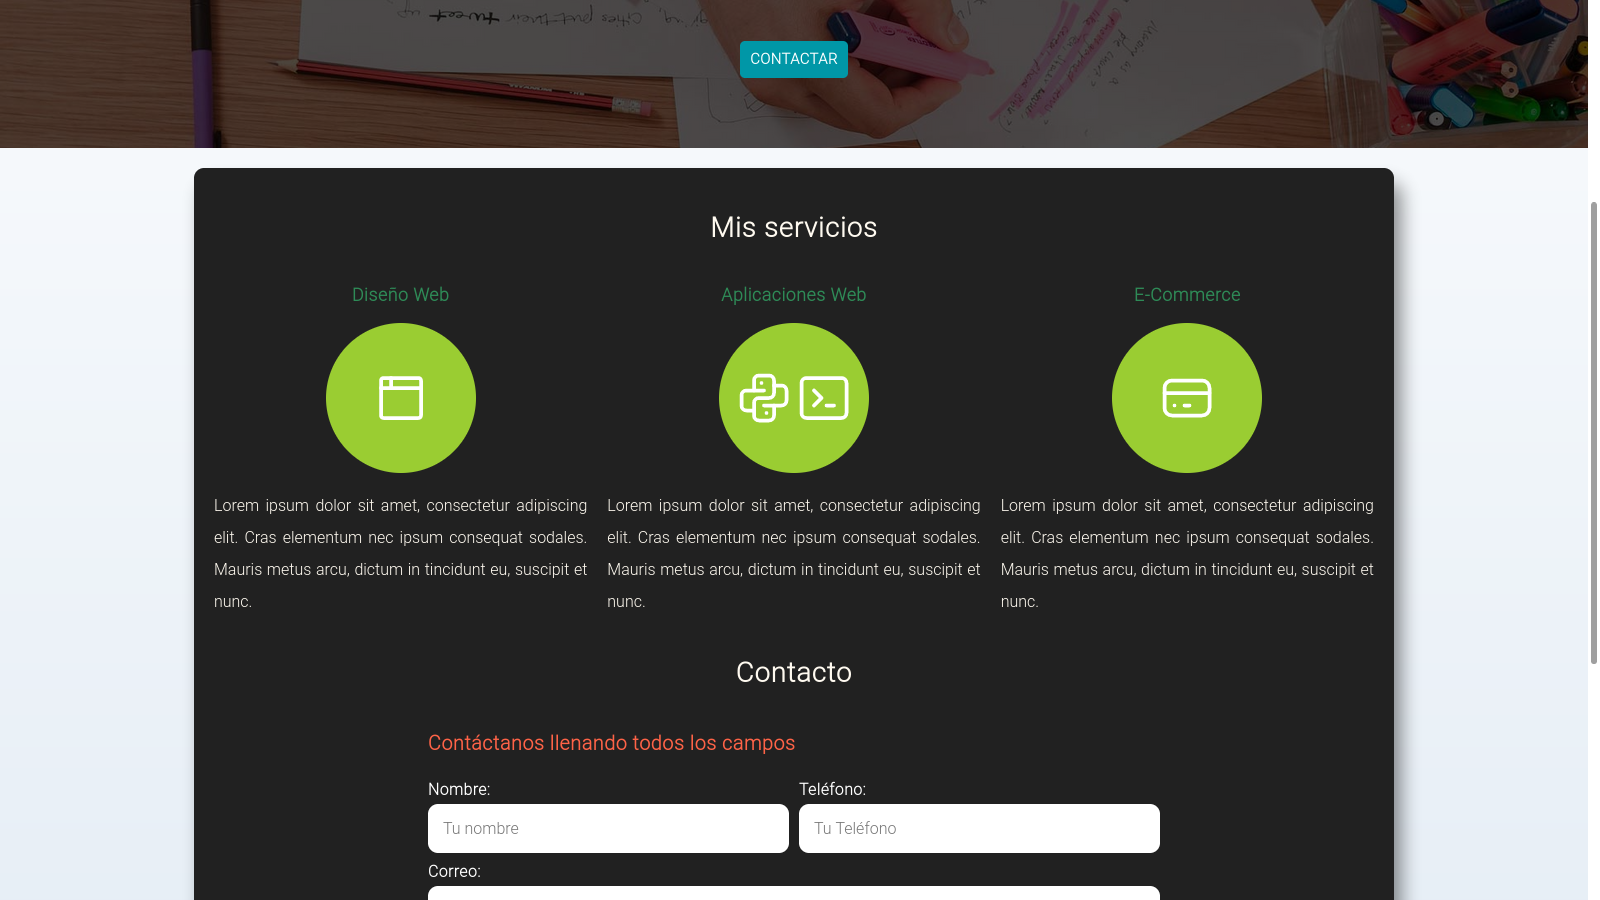 CONTACTAR
Mis servicios
Diseño Web
Aplicaciones Web
E-Commerce
Lorem ipsum dolor sit amet, consectetur adipiscing
elit. Cras elementum nec ipsum consequat sodales.
Mauris metus arcu, dictum in tincidunt eu, suscipit et
nunc.
Lorem ipsum dolor sit amet, consectetur adipiscing
elit. Cras elementum nec ipsum consequat sodales.
Mauris metus arcu, dictum in tincidunt eu, suscipit et
nunc.
Lorem ipsum dolor sit amet, consectetur adipiscing
elit. Cras elementum nec ipsum consequat sodales.
Mauris metus arcu, dictum in tincidunt eu, suscipit et
nunc.
Contacto
Contáctanos llenando todos los campos
Nombre:
Teléfono:
Tu nombre
Tu Teléfono
Correo: